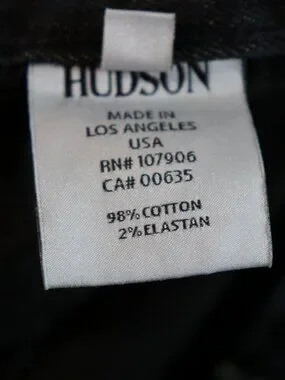 HUDSON
MADE IN
LOS ANGELES
USA
RN# 107906
CA# 00635
98% COTTON
2% ELASTAN